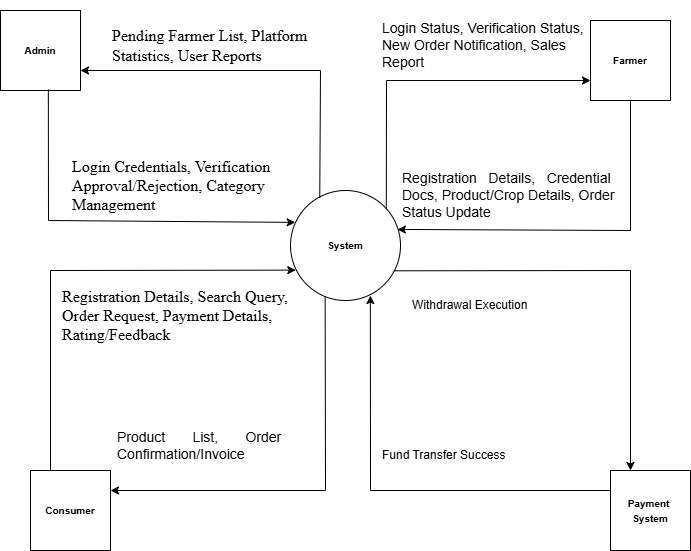 Admin
Pending Farmer List, Platform
Statistics, User Reports
Login Status, Verification Status,
New Order Notification, Sales
Report
Farmer
Login Credentials, Verification
Approval/Rejection, Category
Management
Registration Details, Credential
Docs, Product/Crop Details, Order
Status Update
System
Registration Details, Search Query,
Order Request, Payment Details,
Rating/Feedback
Withdrawal Execution
Product List, Order
Confirmation/Invoice
Fund Transfer Success
Consumer
Payment
System